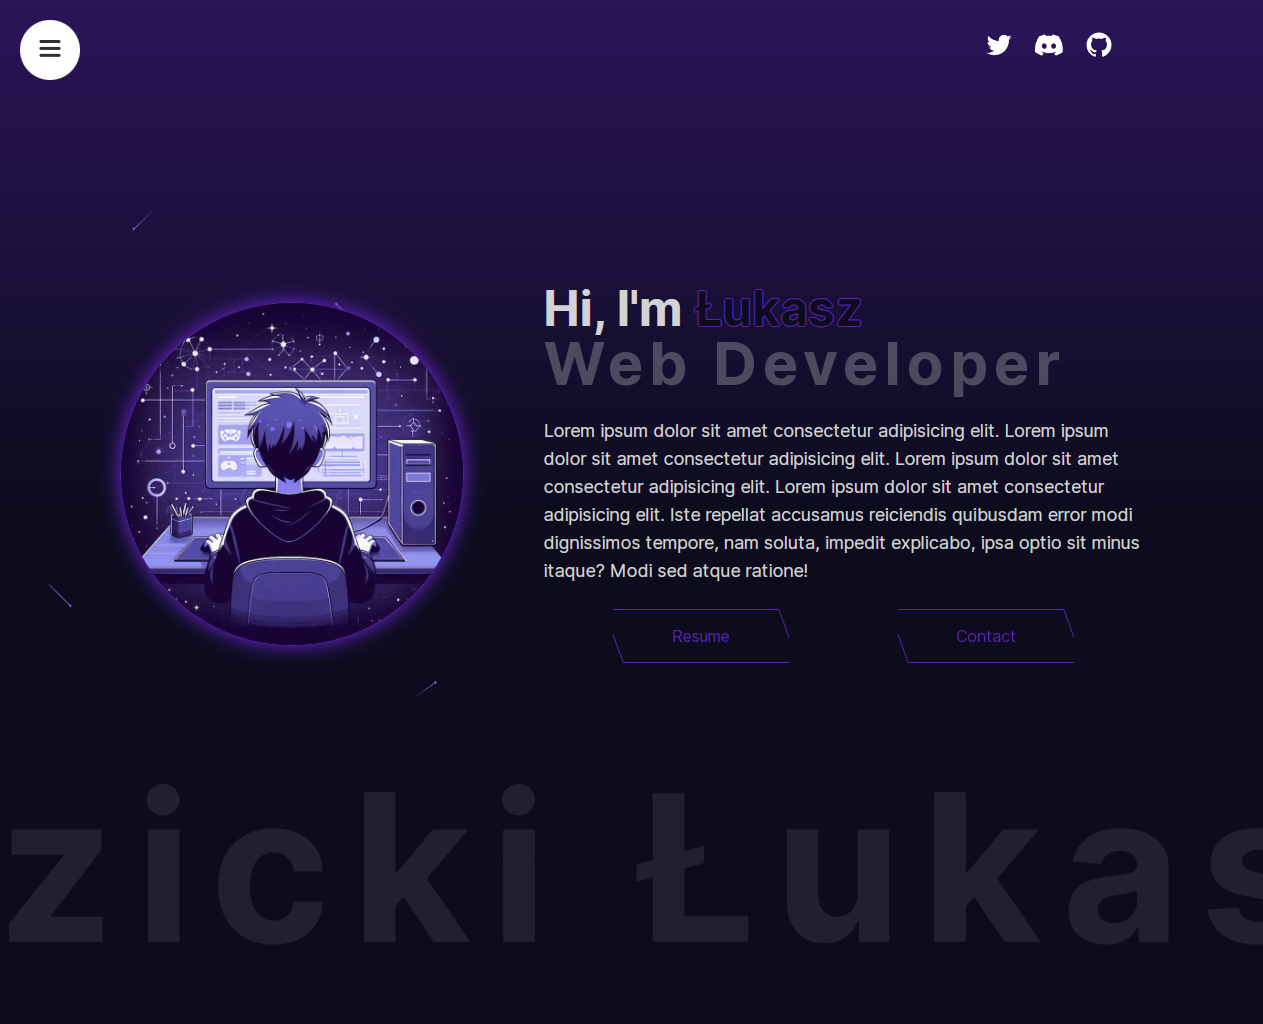 Hi, I'm Łukasz
Web Developer
Lorem ipsum dolor sit amet consectetur adipisicing elit. Lorem ipsum
dolor sit amet consectetur adipisicing elit. Lorem ipsum dolor sit amet
consectetur adipisicing elit. Lorem ipsum dolor sit amet consectetur
adipisicing elit. Iste repellat accusamus reiciendis quibusdam error modi
dignissimos tempore, nam soluta, impedit explicabo, ipsa optio sit minus
itaque? Modi sed atque ratione!
Resume
Contact
zicki Łukas